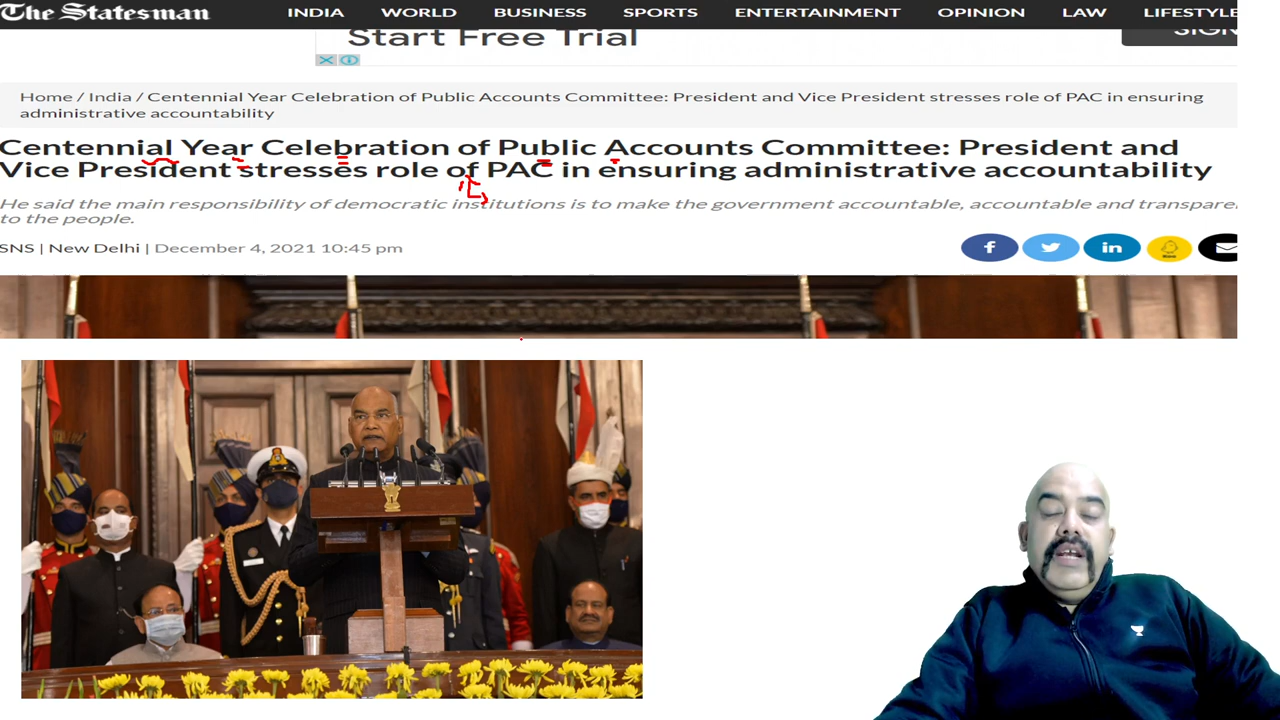 The Statesman
INDIA WORLD BUSINESS SPORTS ENTERTAINMENT OPINION LAW LIFESTYLE
Start Free Trial
SIGN
Home / India / Centennial Year Celebration of Public Accounts Committee: President and Vice President stresses role of PAC in ensuring
administrative accountability
Centennial Year Celebration of Public Accounts Committee: President and
Vice President stresses role of PAC in ensuring administrative accountability
He said the main responsibility of democratic institutions is to make the government accountable, accountable and transpare
to the people.
SNS | New Delhi | December 4, 2021 10:45 pm
f in